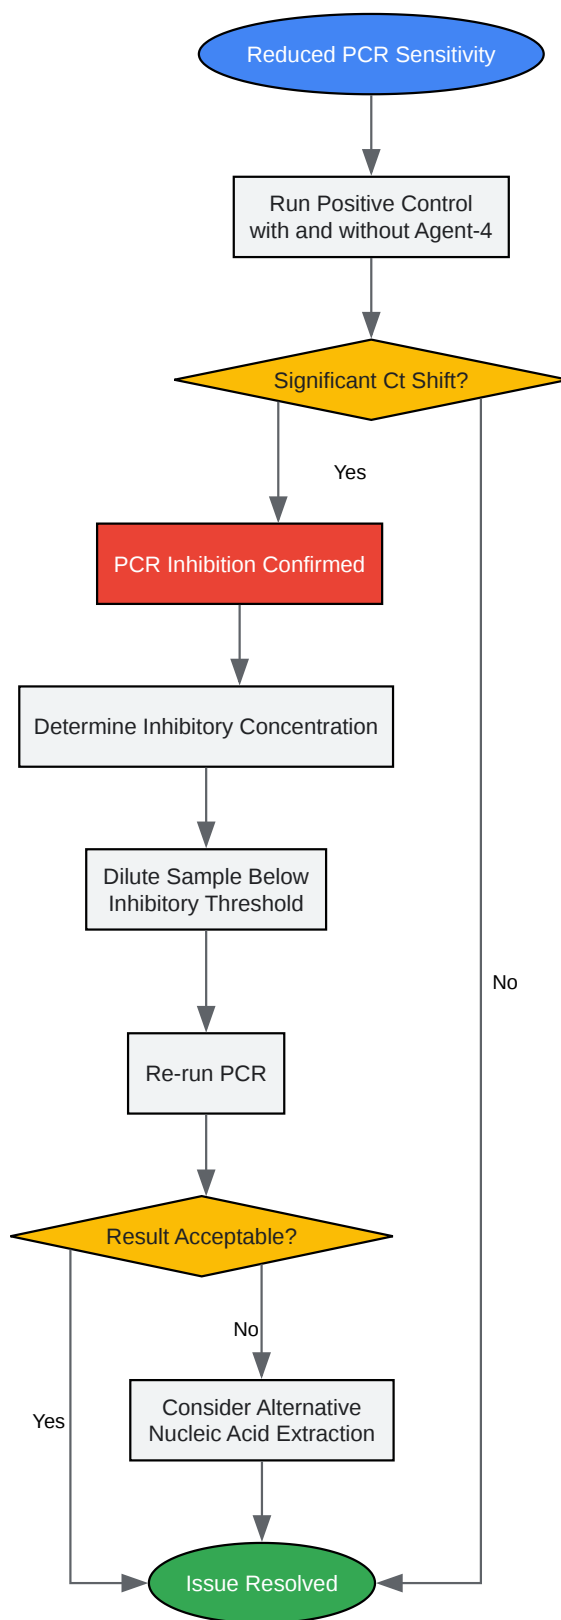 Reduced PCR Sensitivity
Run Positive Control
with and without Agent-4
Significant Ct Shift?
Yes
PCR Inhibition Confirmed
Determine Inhibitory Concentration
Dilute Sample Below
Inhibitory Threshold
No
Re-run PCR
Result Acceptable?
No
Consider Alternative
Nucleic Acid Extraction
Yes
Issue Resolved